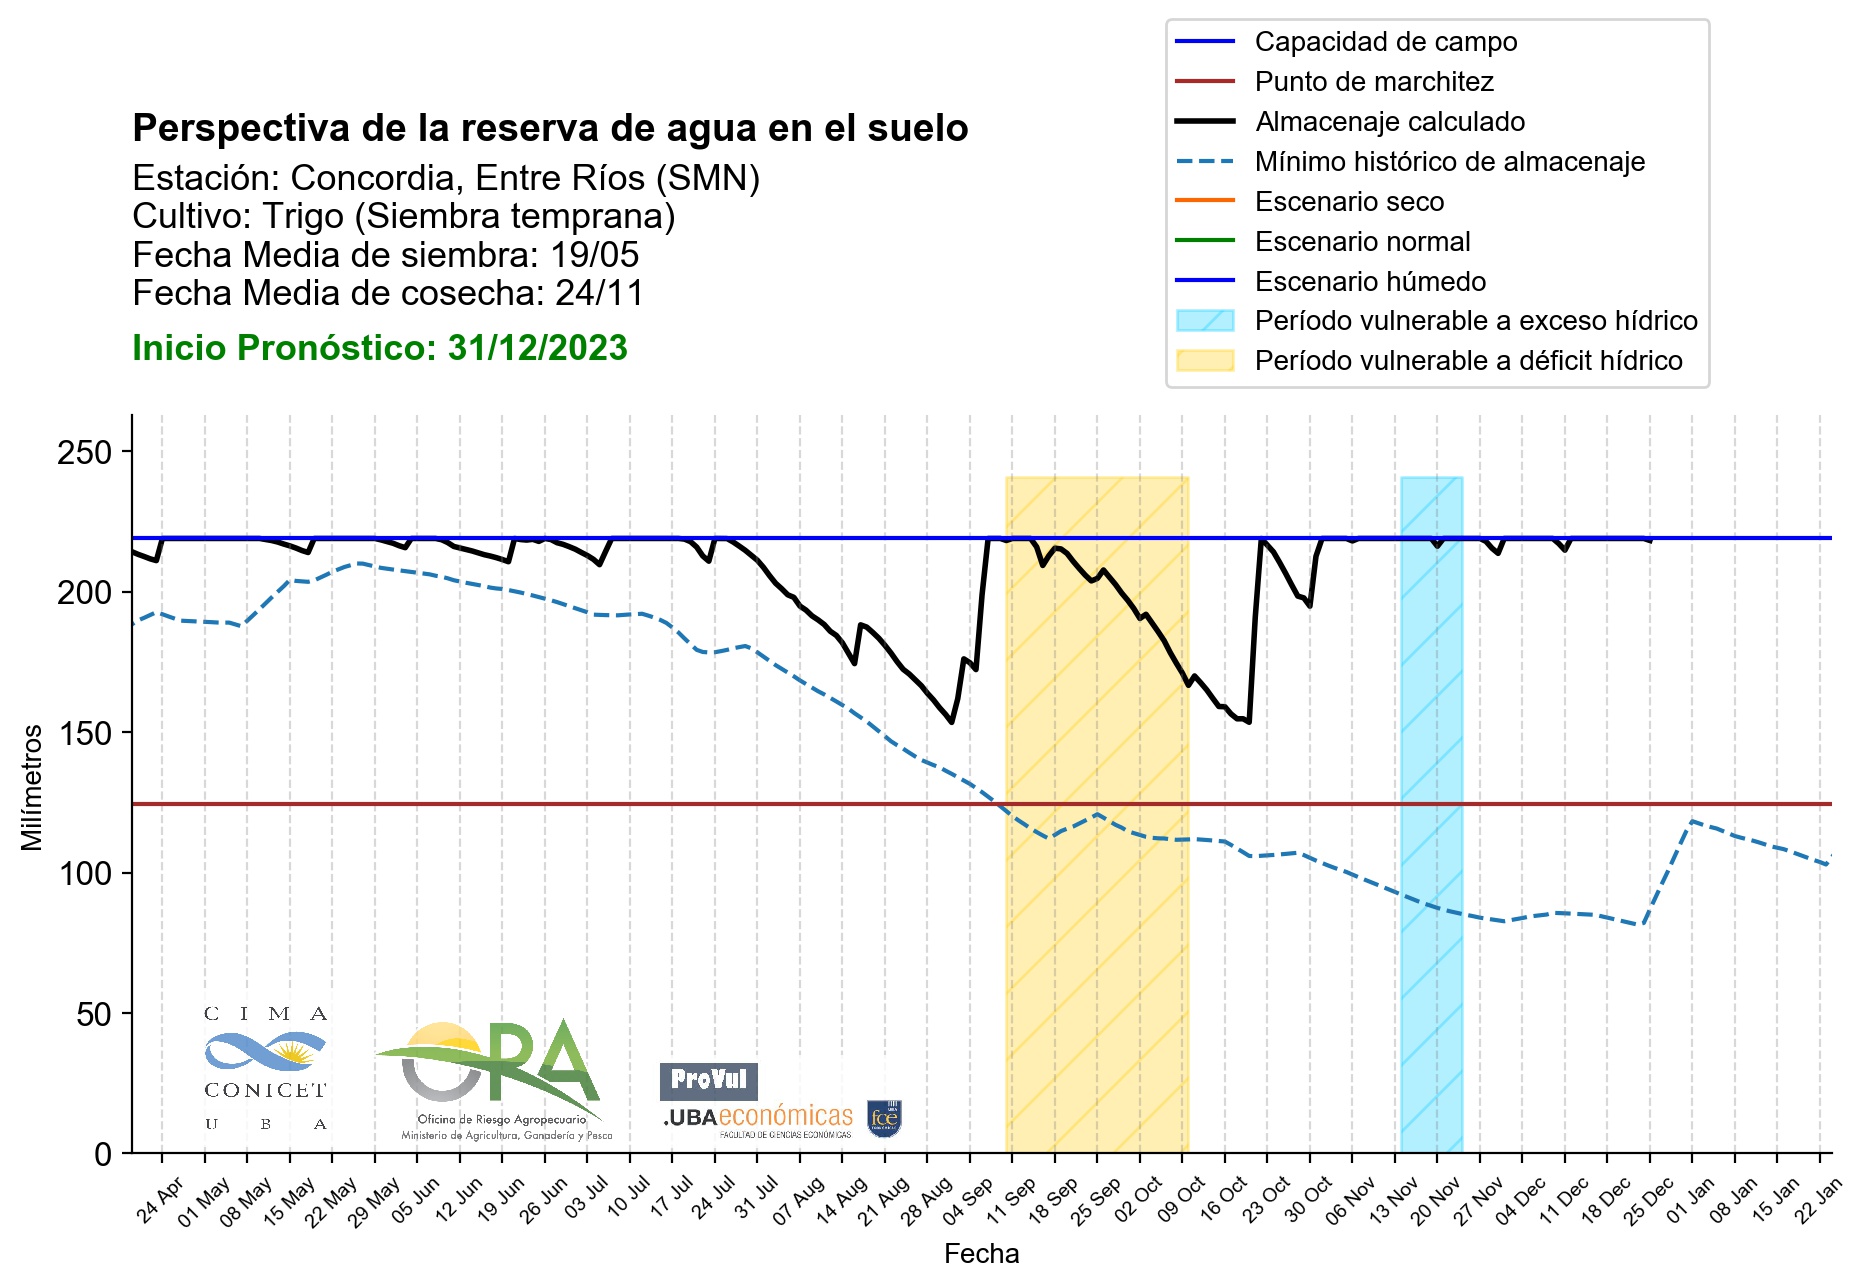 Capacidad de campo
Punto de marchitez
Almacenaje calculado
Mínimo histórico de almacenaje
Escenario seco
Escenario normal
Escenario húmedo
Período vulnerable a exceso hídrico
Período vulnerable a déficit hídrico
Perspectiva de la reserva de agua en el suelo
Estación: Concordia, Entre Ríos (SMN)
Cultivo: Trigo (Siembra temprana)
Fecha Media de siembra: 19/05
Fecha Media de cosecha: 24/11
Inicio Pronóstico: 31/12/2023
250
200
150
100
50
0
Milímetros
CIMA
CONICET
UBA
ORA
Oficina de Riesgo Agropecuario
Ministerio de Agricultura, Ganadería y Pesca
ProVul
.UBAeconómicas
FACULTAD DE CIENCIAS ECONÓMICAS
fce
24 Apr
01 May
08 May
15 May
22 May
29 May
05 Jun
12 Jun
19 Jun
26 Jun
03 Jul
10 Jul
17 Jul
24 Jul
31 Jul
07 Aug
14 Aug
21 Aug
28 Aug
04 Sep
11 Sep
18 Sep
25 Sep
02 Oct
09 Oct
16 Oct
23 Oct
30 Oct
06 Nov
13 Nov
20 Nov
27 Nov
04 Dec
11 Dec
18 Dec
25 Dec
01 Jan
08 Jan
15 Jan
22 Jan
Fecha